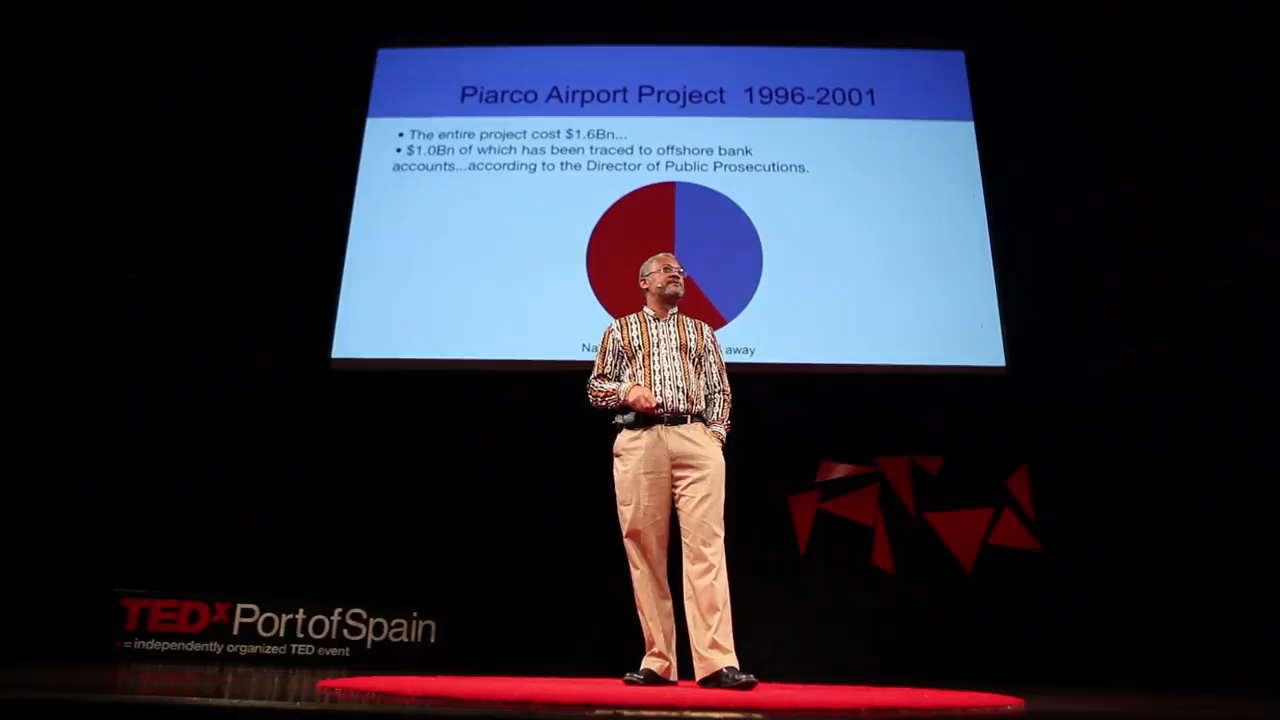 Piarco Airport Project 1996-2001
• The entire project cost $1.6Bn...
• $1.0Bn of which has been traced to offshore bank
accounts...according to the Director of Public Prosecutions.
away
TEDxPortofSpain
x = independently organized TED event